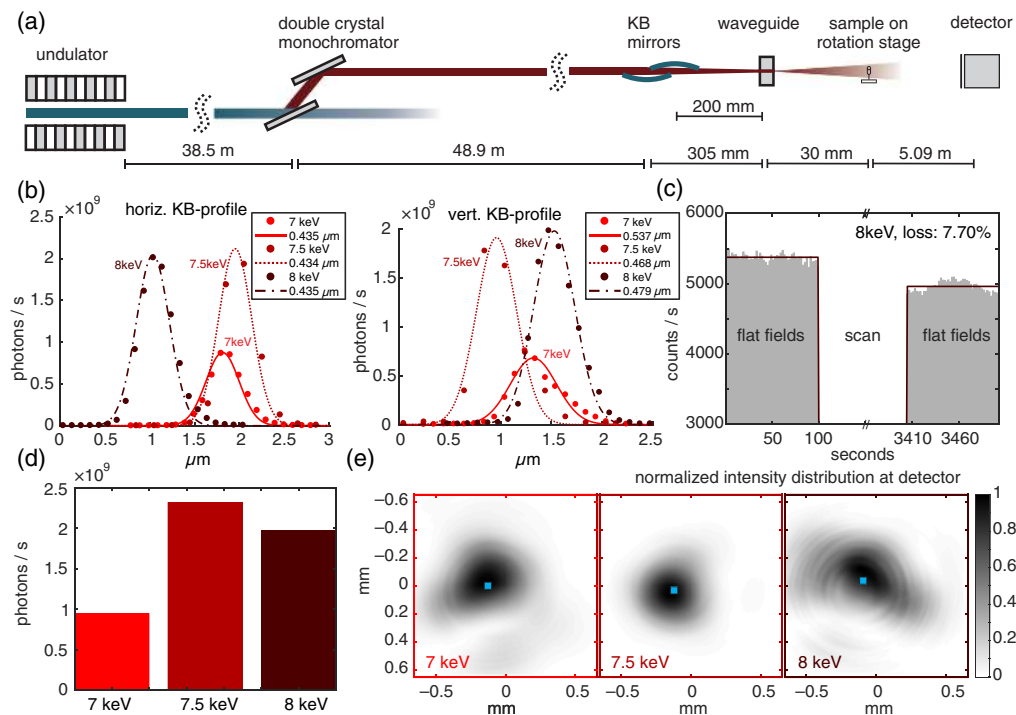 (a)
undulator
double crystal
monochromator
KB
mirrors
waveguide
sample on
rotation stage
detector
200 mm
38.5 m
48.9 m
305 mm
30 mm
5.09 m
(b)
×10⁹
horiz. KB-profile
photons / s
2.5
2
1.5
1
0.5
0
8keV
7.5keV
7keV
7 keV
0.435 µm
7.5 keV
0.434 µm
8 keV
0.435 µm
0 0.5 1 1.5 2 2.5 3
µm
×10⁹
vert. KB-profile
photons / s
2
1.5
1
0.5
0
7.5keV
8keV
7keV
7 keV
0.537 µm
7.5 keV
0.468 µm
8 keV
0.479 µm
0 0.5 1 1.5 2 2.5
µm
(c)
counts / s
6000
5000
4000
3000
8keV, loss: 7.70%
flat fields
scan
flat fields
50 100 3410 3460
seconds
(d)
×10⁹
photons / s
2.5
2
1.5
1
0.5
0
7 keV 7.5 keV 8 keV
(e)
normalized intensity distribution at detector
mm
−0.6
−0.4
−0.2
0
0.2
0.4
0.6
7 keV
7.5 keV
8 keV
−0.5 0
mm
−0.5 0 0.5
mm
−0.5 0 0.5
mm
1
0.8
0.6
0.4
0.2
0